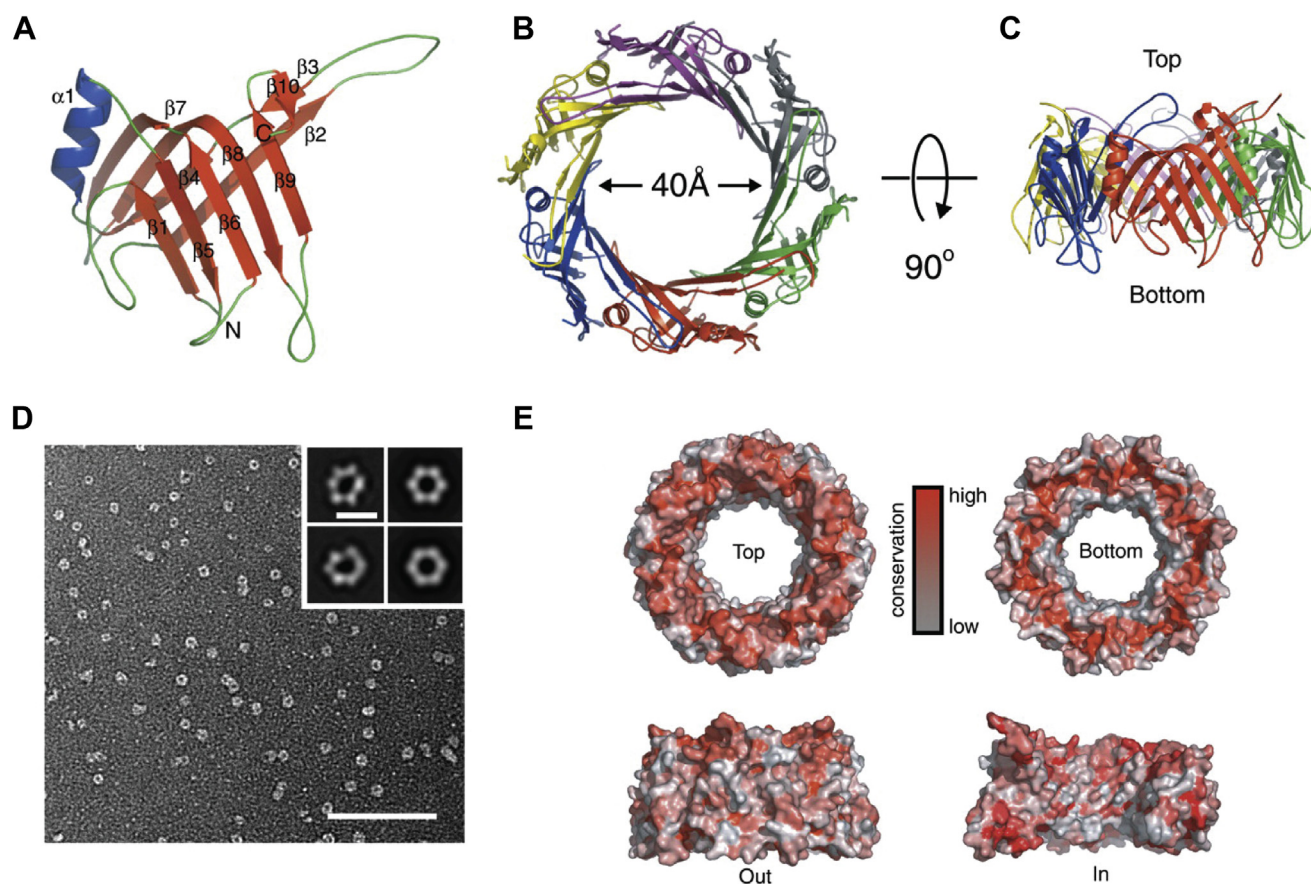 A
α1
β7
β3
β10
C
β2
β8
β4
β9
β1
β6
β5
N
B
40Å
90°
C
Top
Bottom
D
E
Top
conservation
high
low
Bottom
Out
In